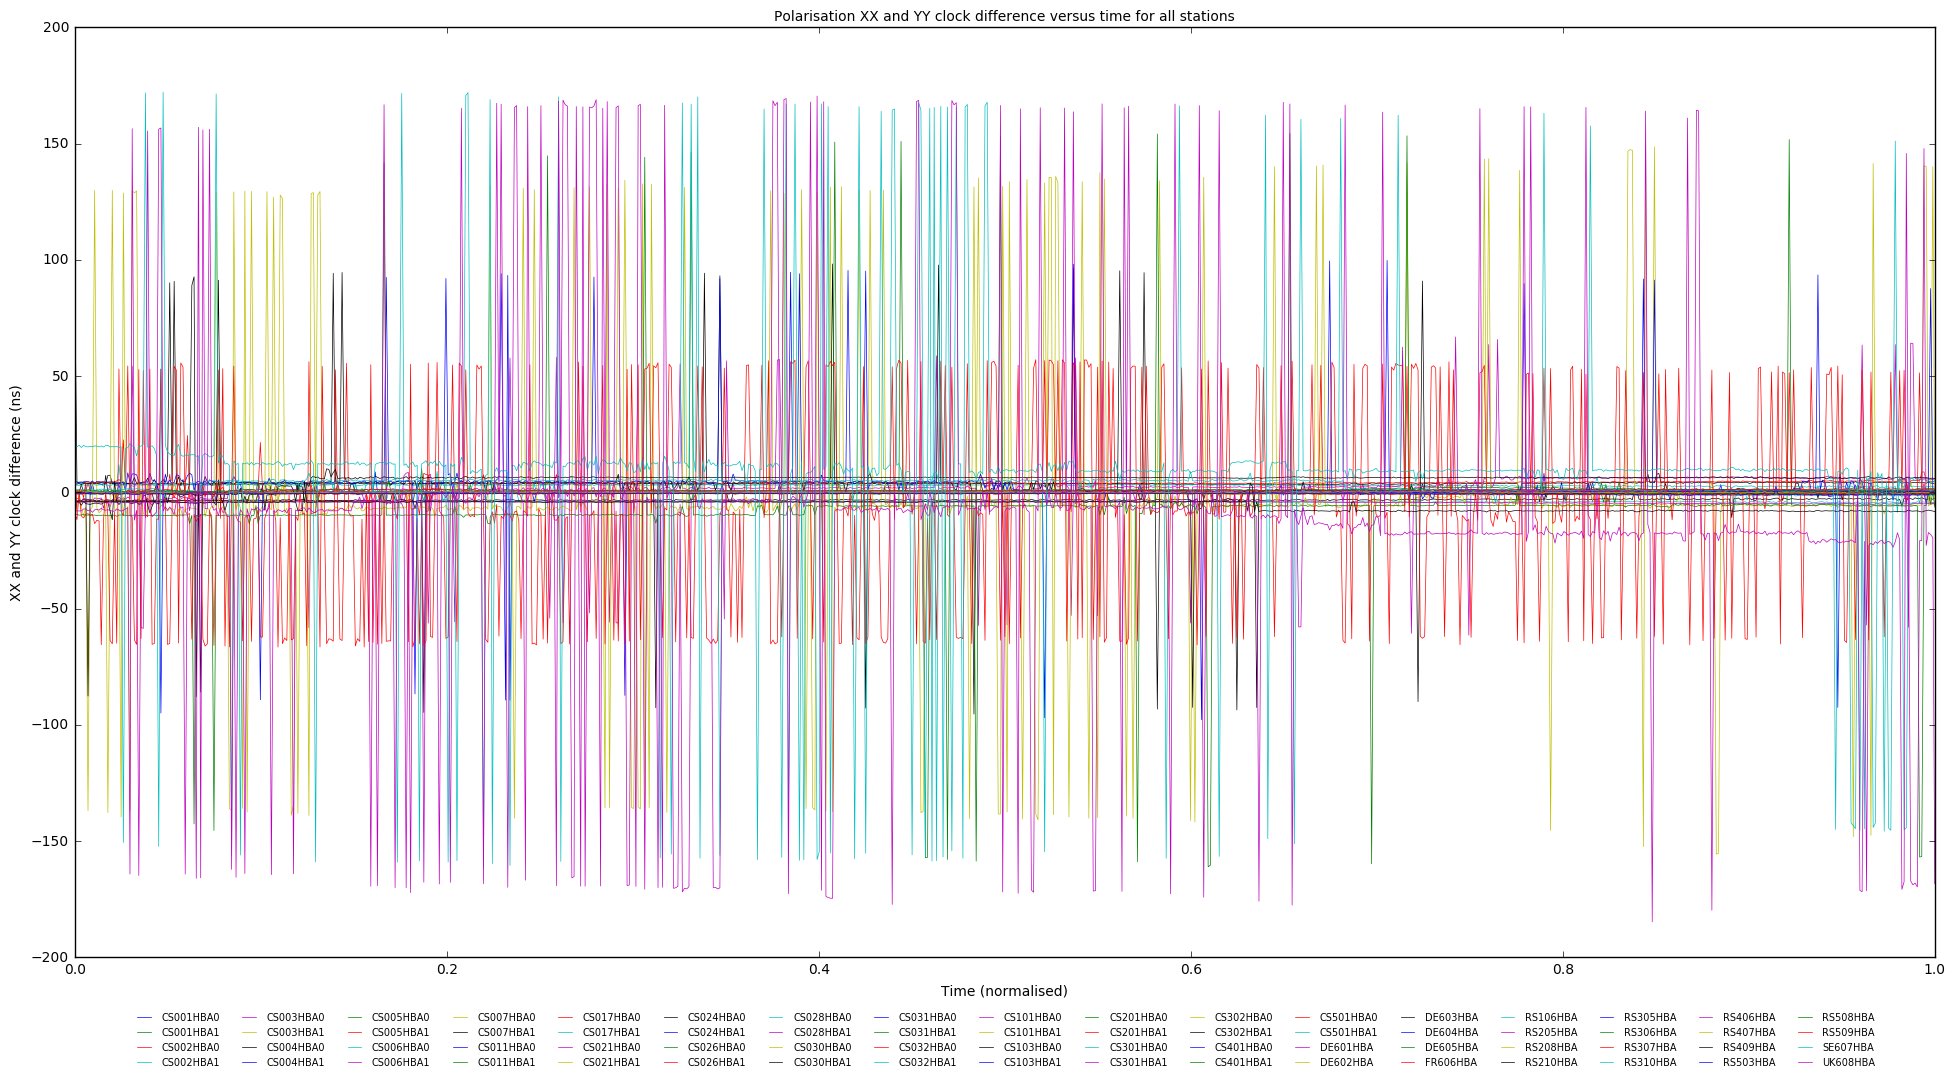 Polarisation XX and YY clock difference versus time for all stations
200
150
100
50
0
−50
−100
−150
−200
XX and YY clock difference (ns)
0.0 0.2 0.4 0.6 0.8 1.0
Time (normalised)
CS001HBA0 CS003HBA0 CS005HBA0 CS007HBA0 CS017HBA0 CS024HBA0 CS028HBA0 CS031HBA0 CS101HBA0 CS201HBA0 CS302HBA0 CS501HBA0 DE603HBA RS106HBA RS305HBA RS406HBA RS508HBA
CS001HBA1 CS003HBA1 CS005HBA1 CS007HBA1 CS017HBA1 CS024HBA1 CS028HBA1 CS031HBA1 CS101HBA1 CS201HBA1 CS302HBA1 CS501HBA1 DE604HBA RS205HBA RS306HBA RS407HBA RS509HBA
CS002HBA0 CS004HBA0 CS006HBA0 CS011HBA0 CS021HBA0 CS026HBA0 CS030HBA0 CS032HBA0 CS103HBA0 CS301HBA0 CS401HBA0 DE601HBA DE605HBA RS208HBA RS307HBA RS409HBA SE607HBA
CS002HBA1 CS004HBA1 CS006HBA1 CS011HBA1 CS021HBA1 CS026HBA1 CS030HBA1 CS032HBA1 CS103HBA1 CS301HBA1 CS401HBA1 DE602HBA FR606HBA RS210HBA RS310HBA RS503HBA UK608HBA